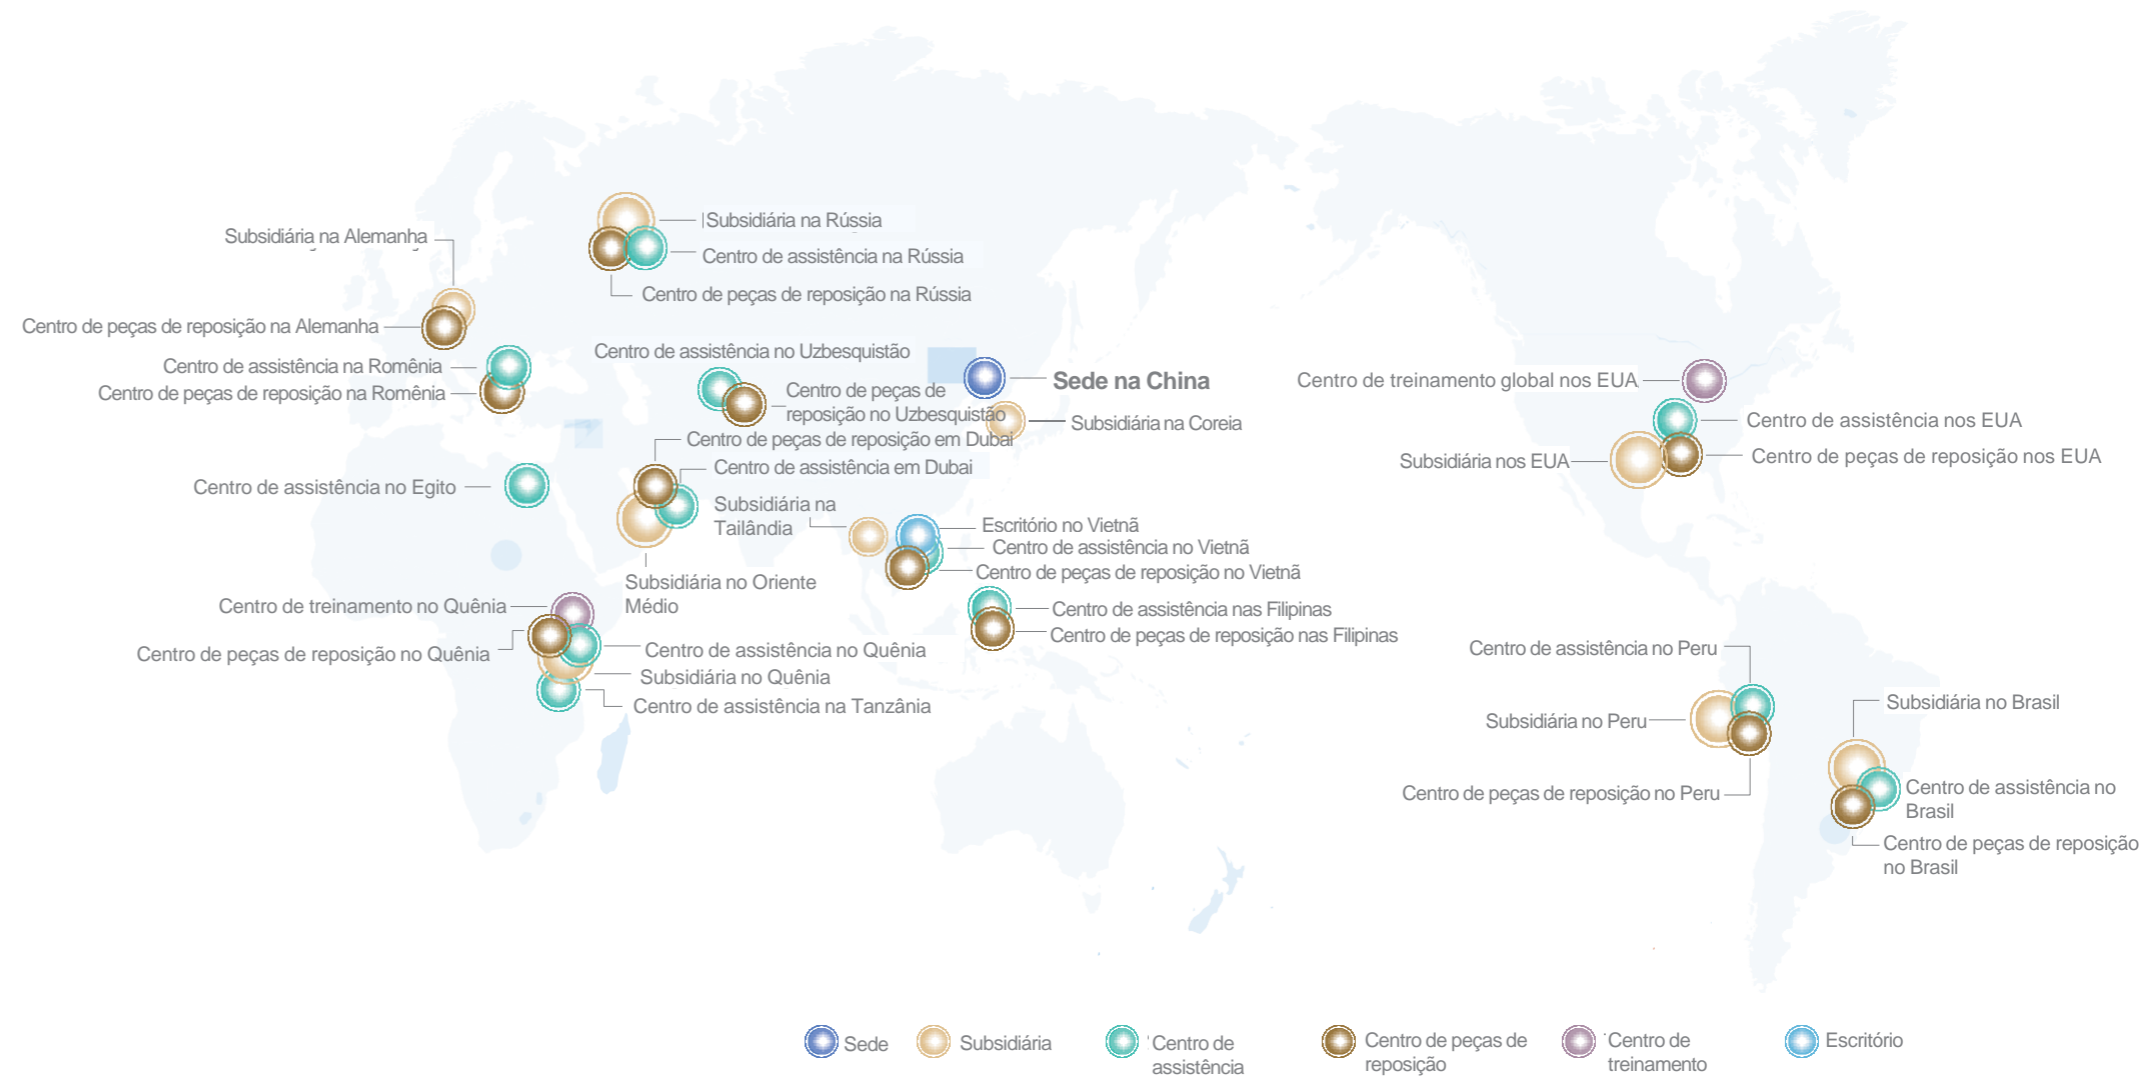 Subsidiária na Rússia
Subsidiária na Alemanha
Centro de assistência na Rússia
Centro de peças de reposição na Rússia
Centro de peças de reposição na Alemanha
Centro de assistência na Romênia
Centro de peças de reposição na Romênia
Centro de assistência no Uzbesquistão
Centro de peças de
reposição no Uzbesquistão
Sede na China
Subsidiária na Coreia
Centro de peças de reposição em Dubai
Centro de assistência em Dubai
Centro de assistência no Egito
Subsidiária na
Tailândia
Escritório no Vietnã
Centro de assistência no Vietnã
Centro de peças de reposição no Vietnã
Subsidiária no Oriente
Médio
Centro de treinamento no Quênia
Centro de peças de reposição no Quênia
Centro de assistência no Quênia
Subsidiária no Quênia
Centro de assistência na Tanzânia
Centro de assistência nas Filipinas
Centro de peças de reposição nas Filipinas
Centro de treinamento global nos EUA
Centro de assistência nos EUA
Subsidiária nos EUA
Centro de peças de reposição nos EUA
Centro de assistência no Peru
Subsidiária no Peru
Centro de peças de reposição no Peru
Subsidiária no Brasil
Centro de assistência no
Brasil
Centro de peças de reposição
no Brasil
Sede
Subsidiária
Centro de
assistência
Centro de peças de
reposição
Centro de
treinamento
Escritório